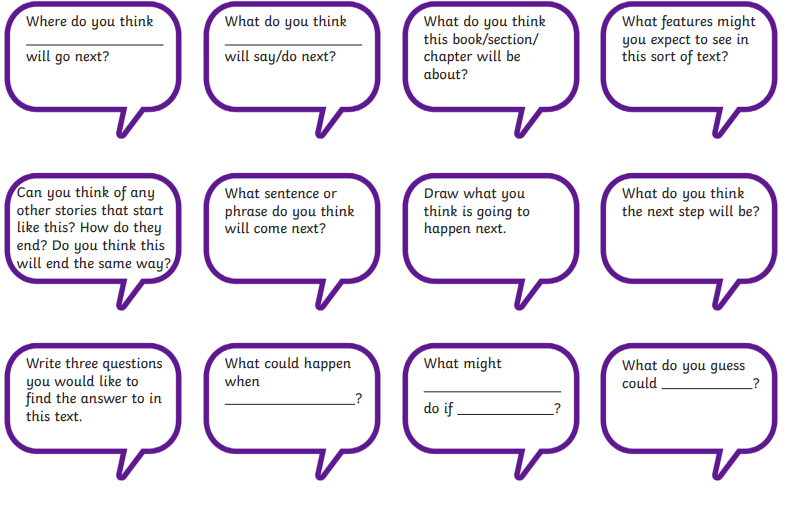 Where do you think
____________________
will go next?
What do you think
____________________
will say/do next?
What do you think
this book/section/
chapter will be
about?
What features might
you expect to see in
this sort of text?
Can you think of any
other stories that start
like this? How do they
end? Do you think this
will end the same way?
What sentence or
phrase do you think
will come next?
Draw what you
think is going to
happen next.
What do you think
the next step will be?
Write three questions
you would like to
find the answer to in
this text.
What could happen
when
___________________?
What might
____________________
do if ______________?
What do you guess
could _____________?